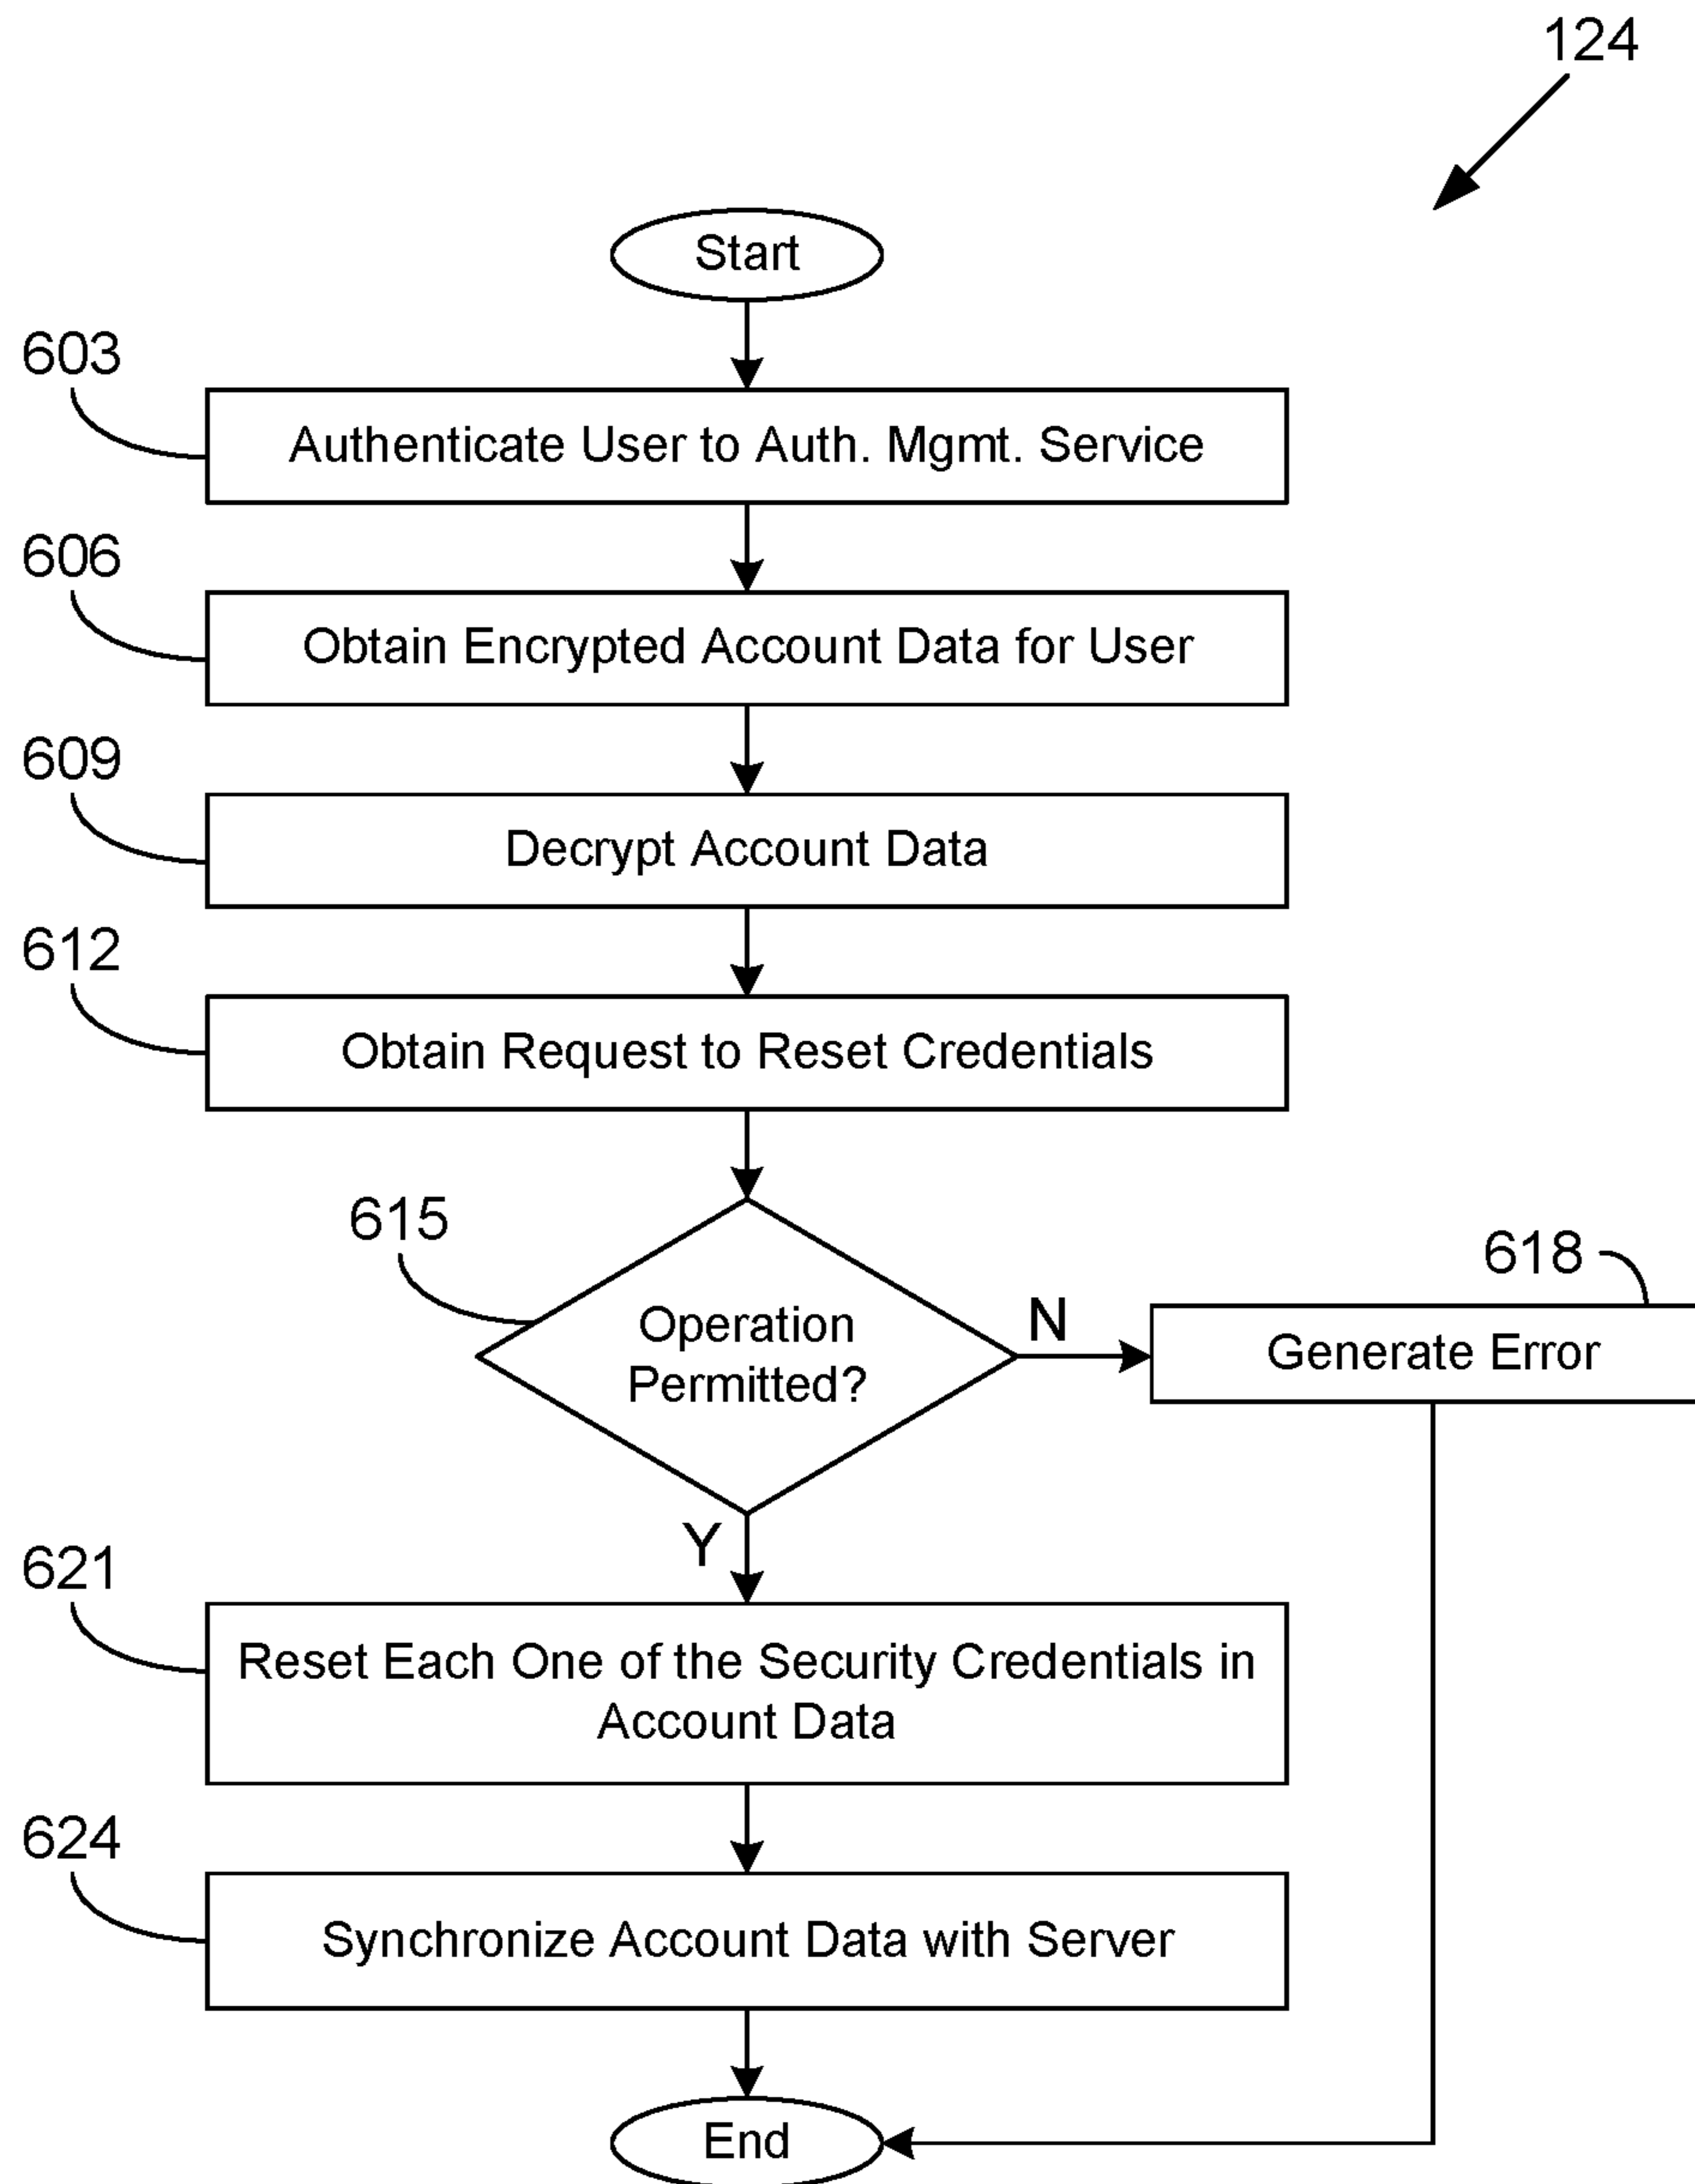 124
Start
603
Authenticate User to Auth. Mgmt. Service
606
Obtain Encrypted Account Data for User
609
Decrypt Account Data
612
Obtain Request to Reset Credentials
615
Operation
Permitted?
N
618
Generate Error
Y
621
Reset Each One of the Security Credentials in
Account Data
624
Synchronize Account Data with Server
End